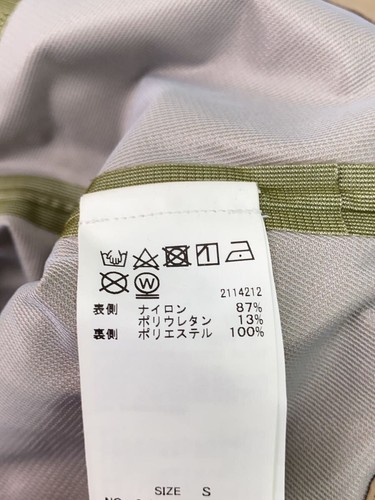 2114212
表側 ナイロン 87%
ポリウレタン 13%
裏側 ポリエステル 100%
SIZE S